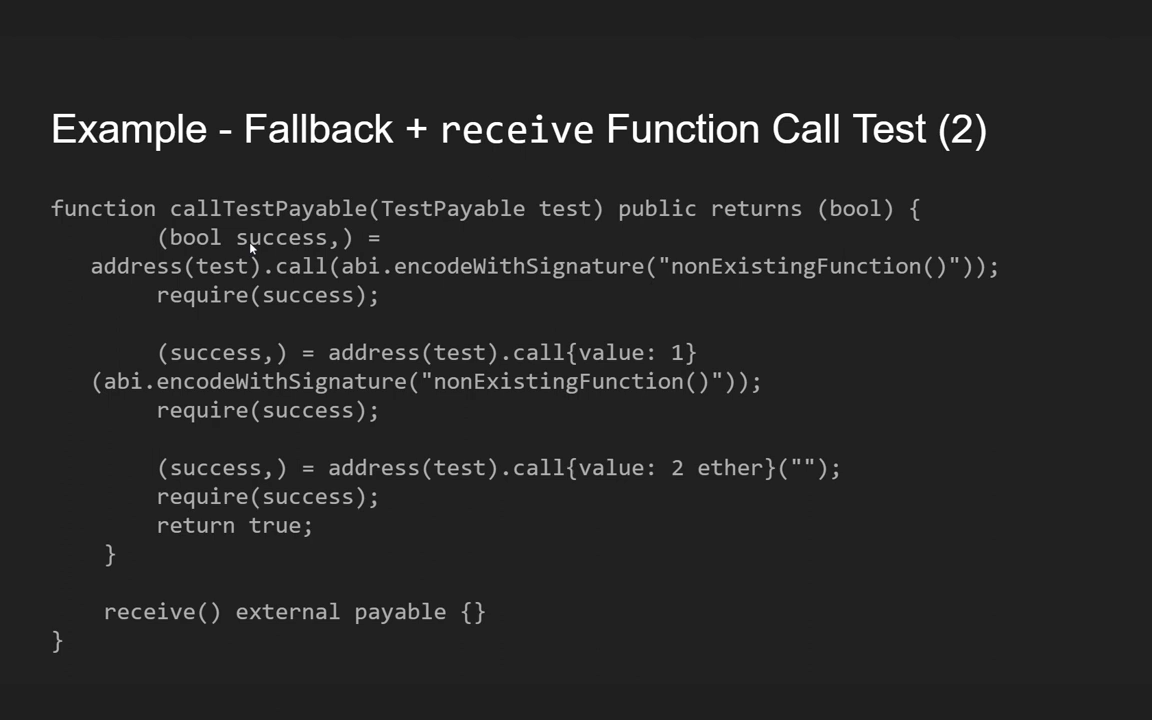 Example - Fallback + receive Function Call Test (2)
function callTestPayable(TestPayable test) public returns (bool) {
(bool success,) =
address(test).call(abi.encodeWithSignature("nonExistingFunction()"));
require(success);
(success,) = address(test).call{value: 1}
(abi.encodeWithSignature("nonExistingFunction()"));
require(success);
(success,) = address(test).call{value: 2 ether}("");
require(success);
return true;
}
receive() external payable {}
}